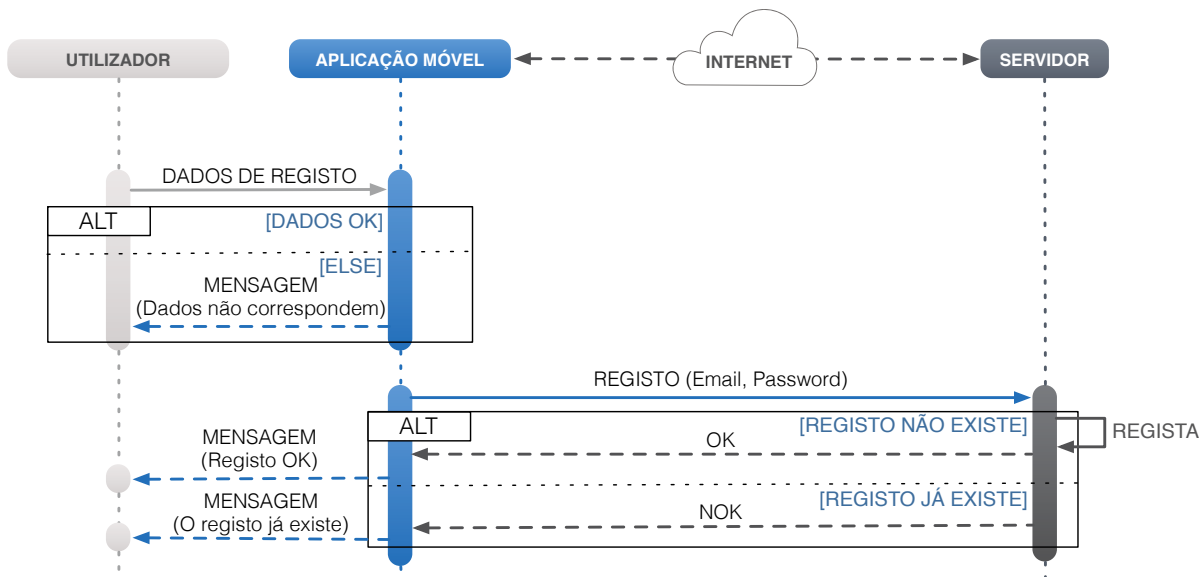 UTILIZADOR
APLICAÇÃO MÓVEL
INTERNET
SERVIDOR
DADOS DE REGISTO
ALT
[DADOS OK]
[ELSE]
MENSAGEM
(Dados não correspondem)
REGISTO (Email, Password)
ALT
[REGISTO NÃO EXISTE]
REGISTA
OK
MENSAGEM
(Registo OK)
[REGISTO JÁ EXISTE]
NOK
MENSAGEM
(O registo já existe)